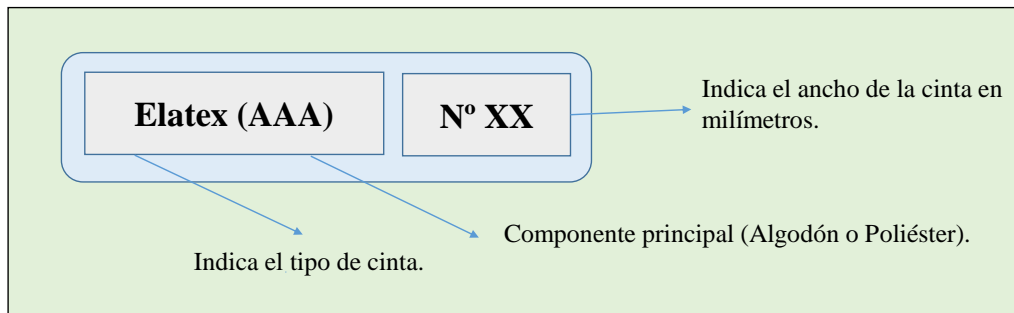 Elatex (AAA)
Nº XX
Indica el ancho de la cinta en
milímetros.
Componente principal (Algodón o Poliéster).
Indica el tipo de cinta.